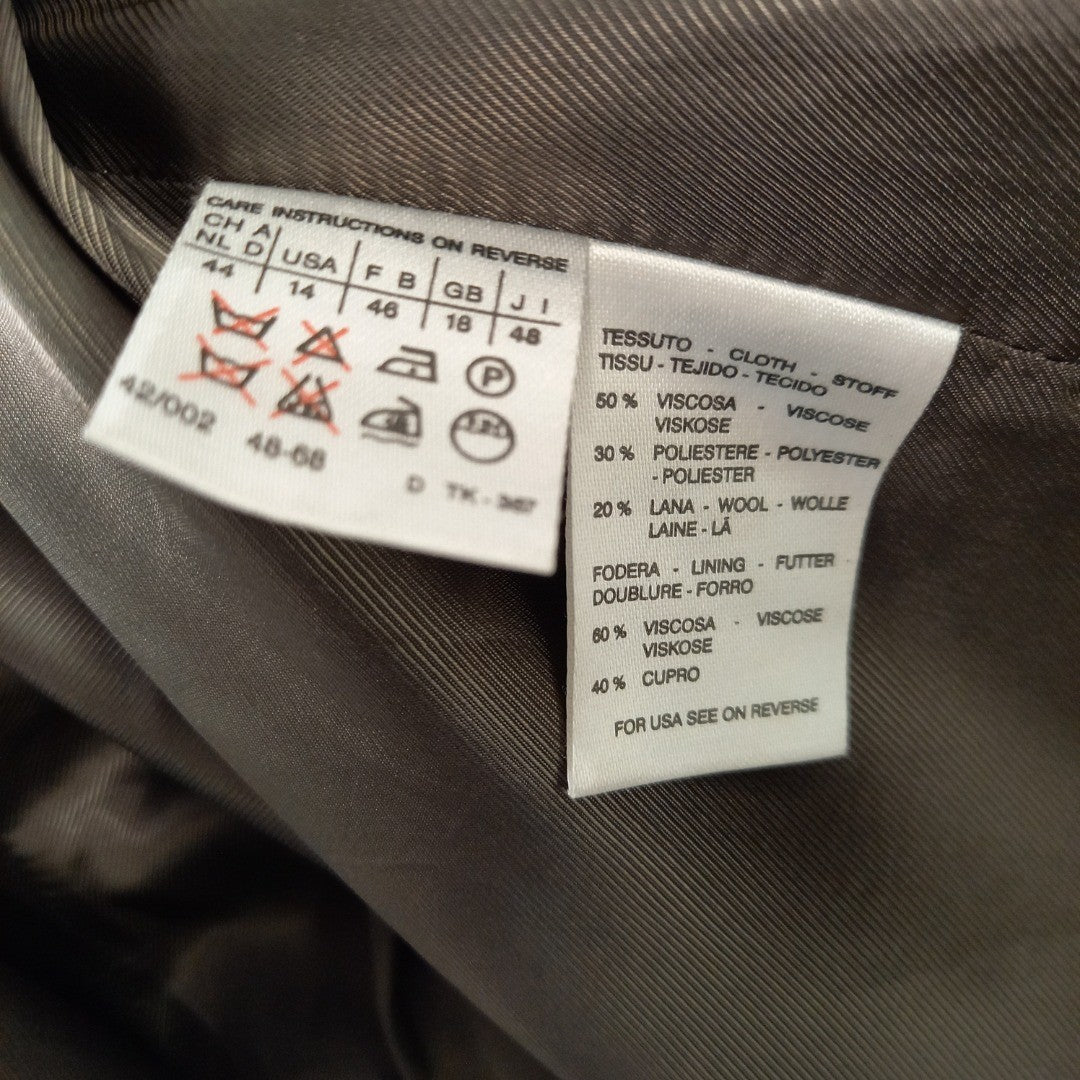 CARE INSTRUCTIONS ON REVERSE
CH A
NL D USA F B GB J I
44 14 46 18 48
P
42/002 48-68
D TK - 367
TESSUTO - CLOTH - STOFF
TISSU - TEJIDO - TECIDO
50 % VISCOSA - VISCOSE
VISKOSE
30 % POLIESTERE - POLYESTER
- POLIESTER
20 % LANA - WOOL - WOLLE
LAINE - LÃ
FODERA - LINING - FUTTER
DOUBLURE - FORRO
60 % VISCOSA - VISCOSE
VISKOSE
40 % CUPRO
FOR USA SEE ON REVERSE